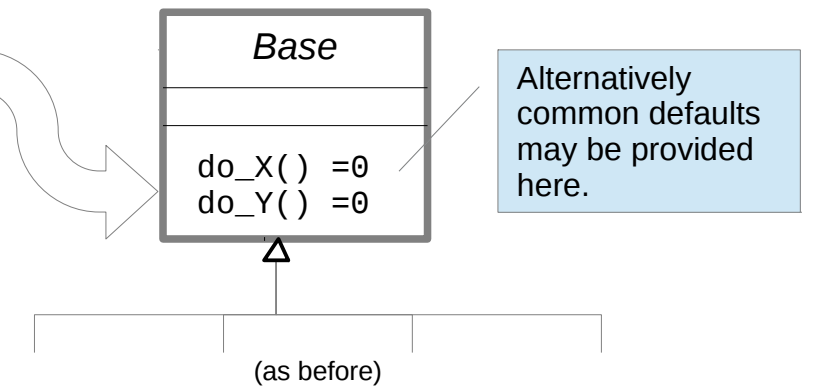 Base
Alternatively
common defaults
may be provided
here.
do_X() =0
do_Y() =0
(as before)